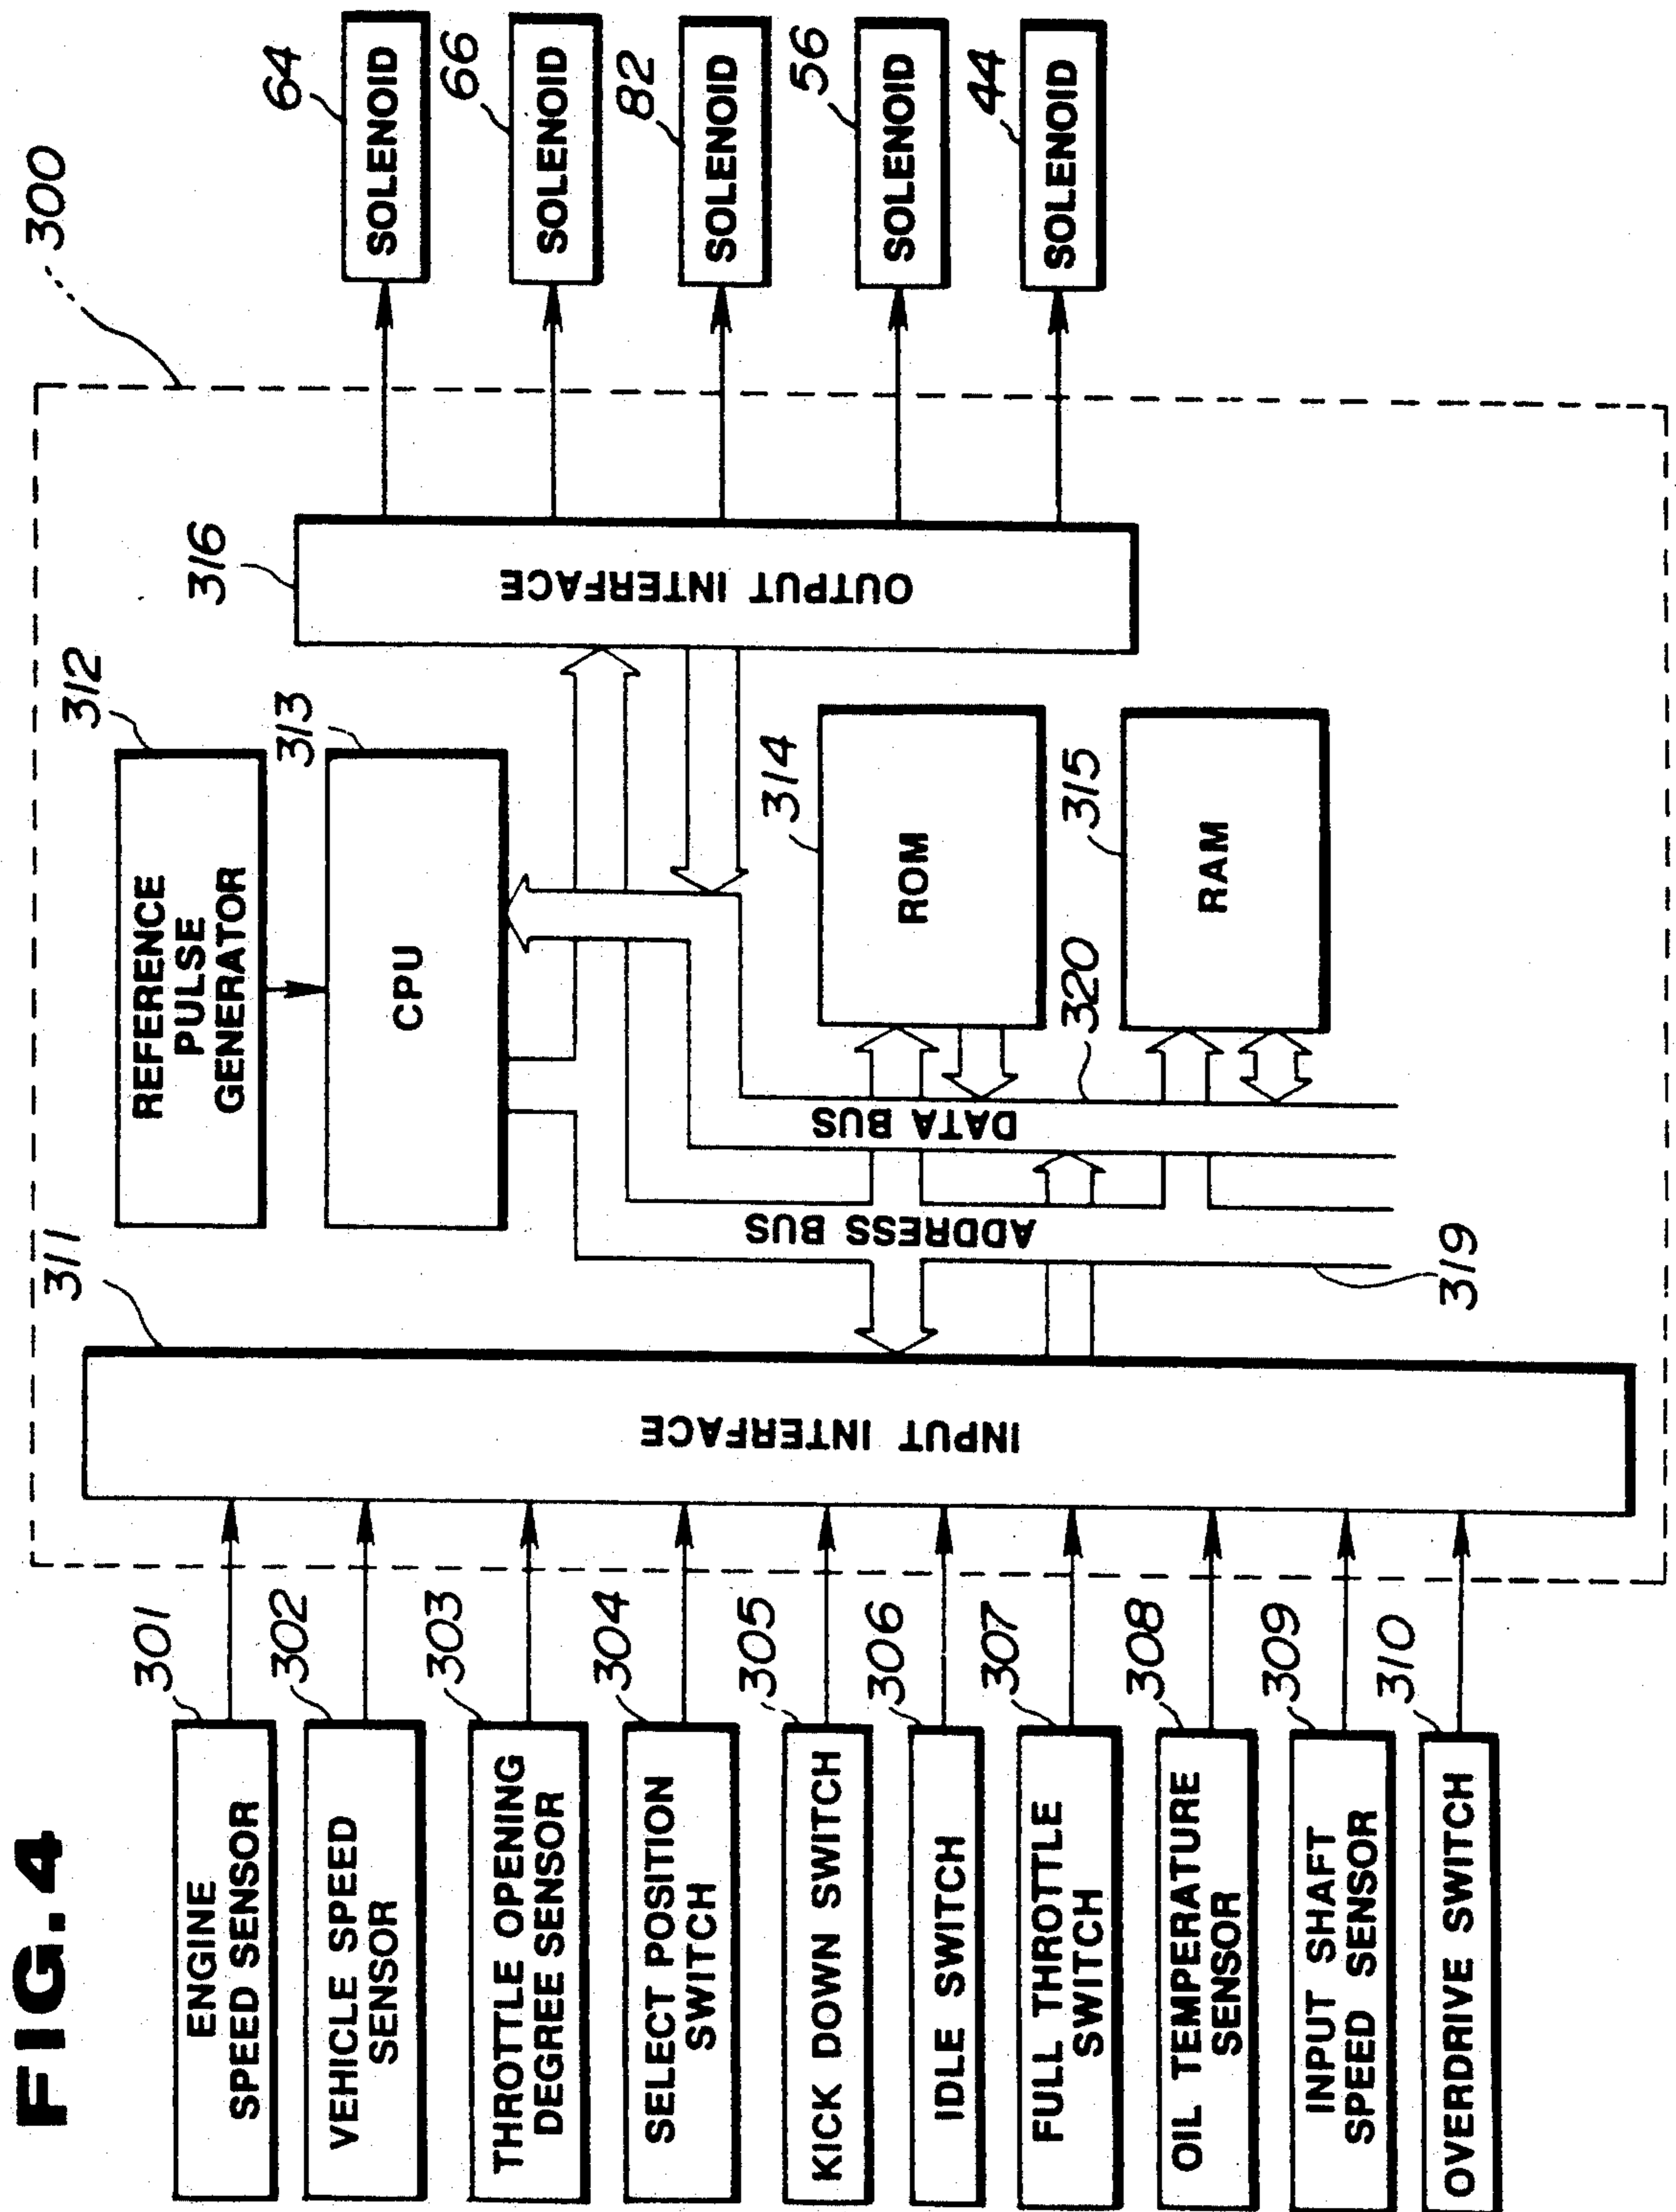 FIG.4
ENGINE
SPEED SENSOR
301
VEHICLE SPEED
SENSOR
302
THROTTLE OPENING
DEGREE SENSOR
303
SELECT POSITION
SWITCH
304
KICK DOWN SWITCH
305
IDLE SWITCH
306
FULL THROTTLE
SWITCH
307
OIL TEMPERATURE
SENSOR
308
INPUT SHAFT
SPEED SENSOR
309
OVERDRIVE SWITCH
310
311
INPUT INTERFACE
REFERENCE
PULSE
GENERATOR
312
CPU
313
ADDRESS BUS
319
DATA BUS
320
ROM
314
RAM
315
OUTPUT INTERFACE
316
300
SOLENOID
64
SOLENOID
66
SOLENOID
82
SOLENOID
56
SOLENOID
44